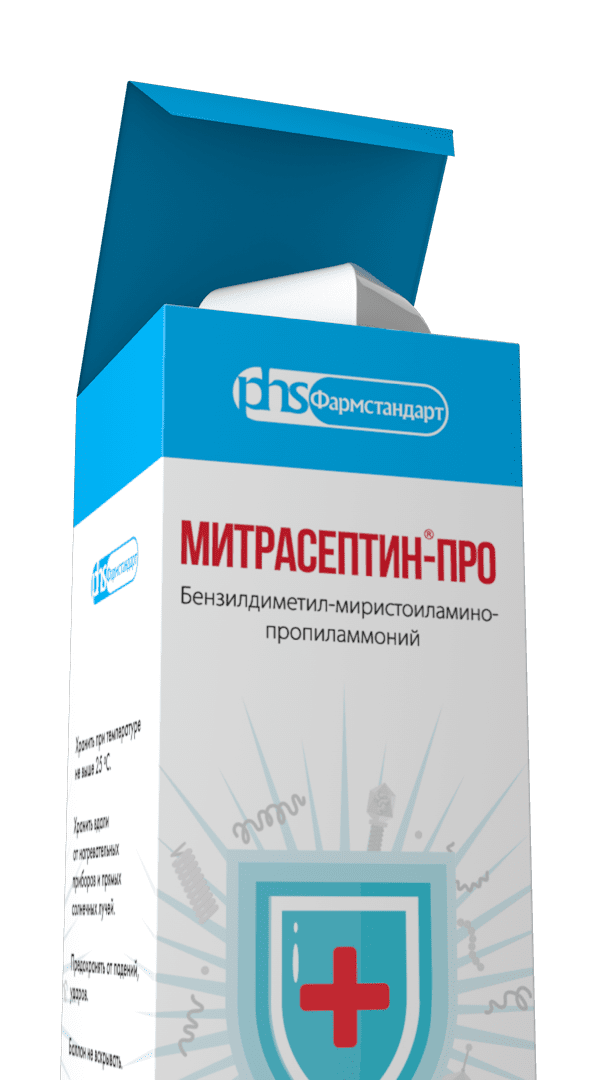 phs Фармстандарт
МИТРАСЕПТИН®-ПРО
Бензилдиметил-миристоиламино-
пропиламмоний
phs Фармстандарт
Хранить при температуре
не выше 25 °C.
Хранить вдали
от нагревательных
приборов и прямых
солнечных лучей.
Предохранять от падений,
ударов.
Баллон не вскрывать.